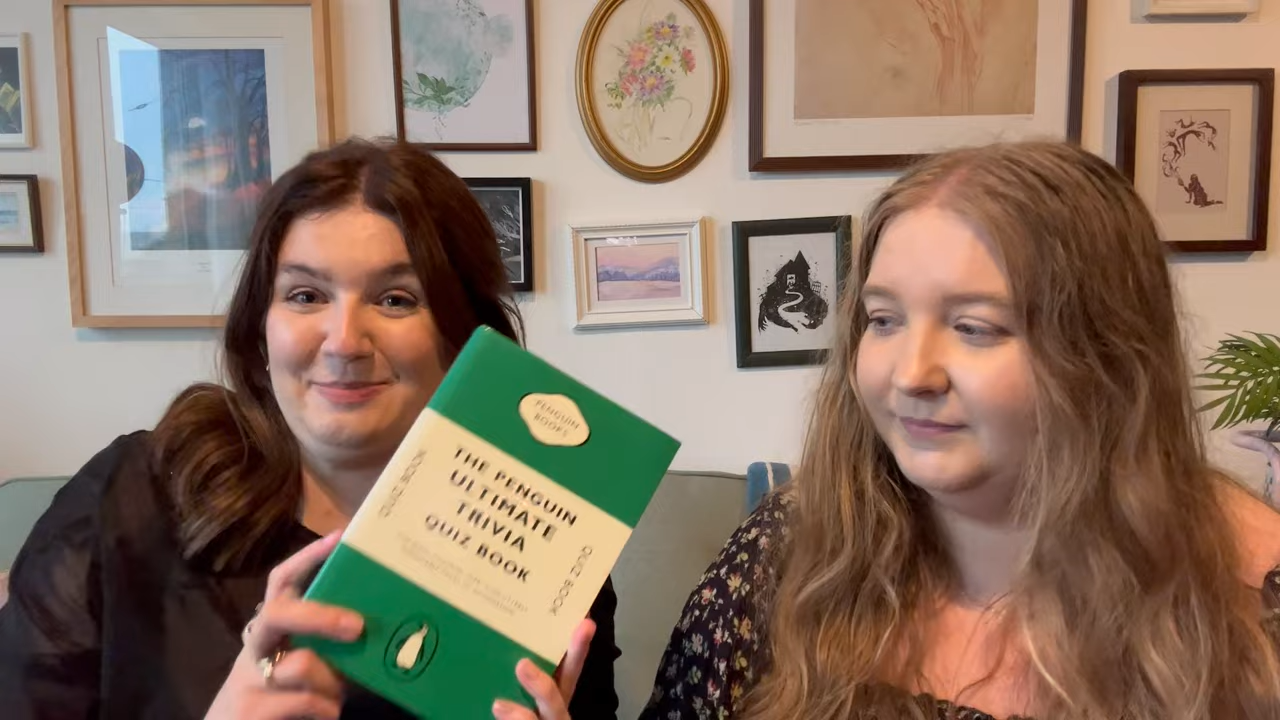 PENGUIN
BOOKS
THE PENGUIN
ULTIMATE
TRIVIA
QUIZ BOOK
QUIZ BOOK
QUIZ BOOK